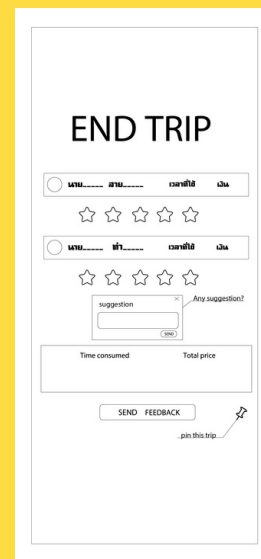 END TRIP
นาย_____ สาย_____ เวลาที่ใช้ เงิน
นาย_____ ทำ_____ เวลาที่ใช้ เงิน
suggestion ×
Any suggestion?
SEND
Time consumed Total price
SEND FEEDBACK
pin this trip